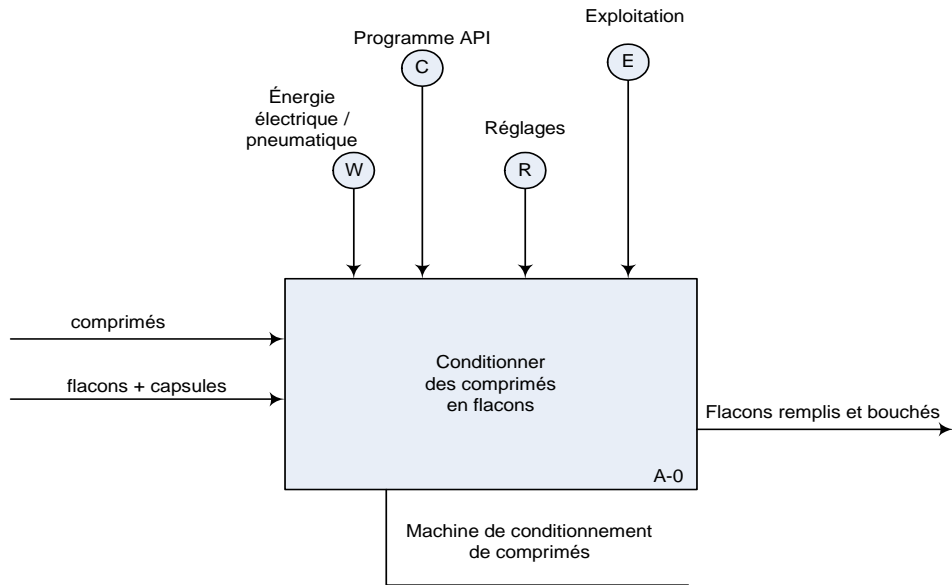 Exploitation
E
Programme API
C
Énergie
électrique /
pneumatique
W
Réglages
R
comprimés
flacons + capsules
Conditionner
des comprimés
en flacons
A-0
Flacons remplis et bouchés
Machine de conditionnement
de comprimés